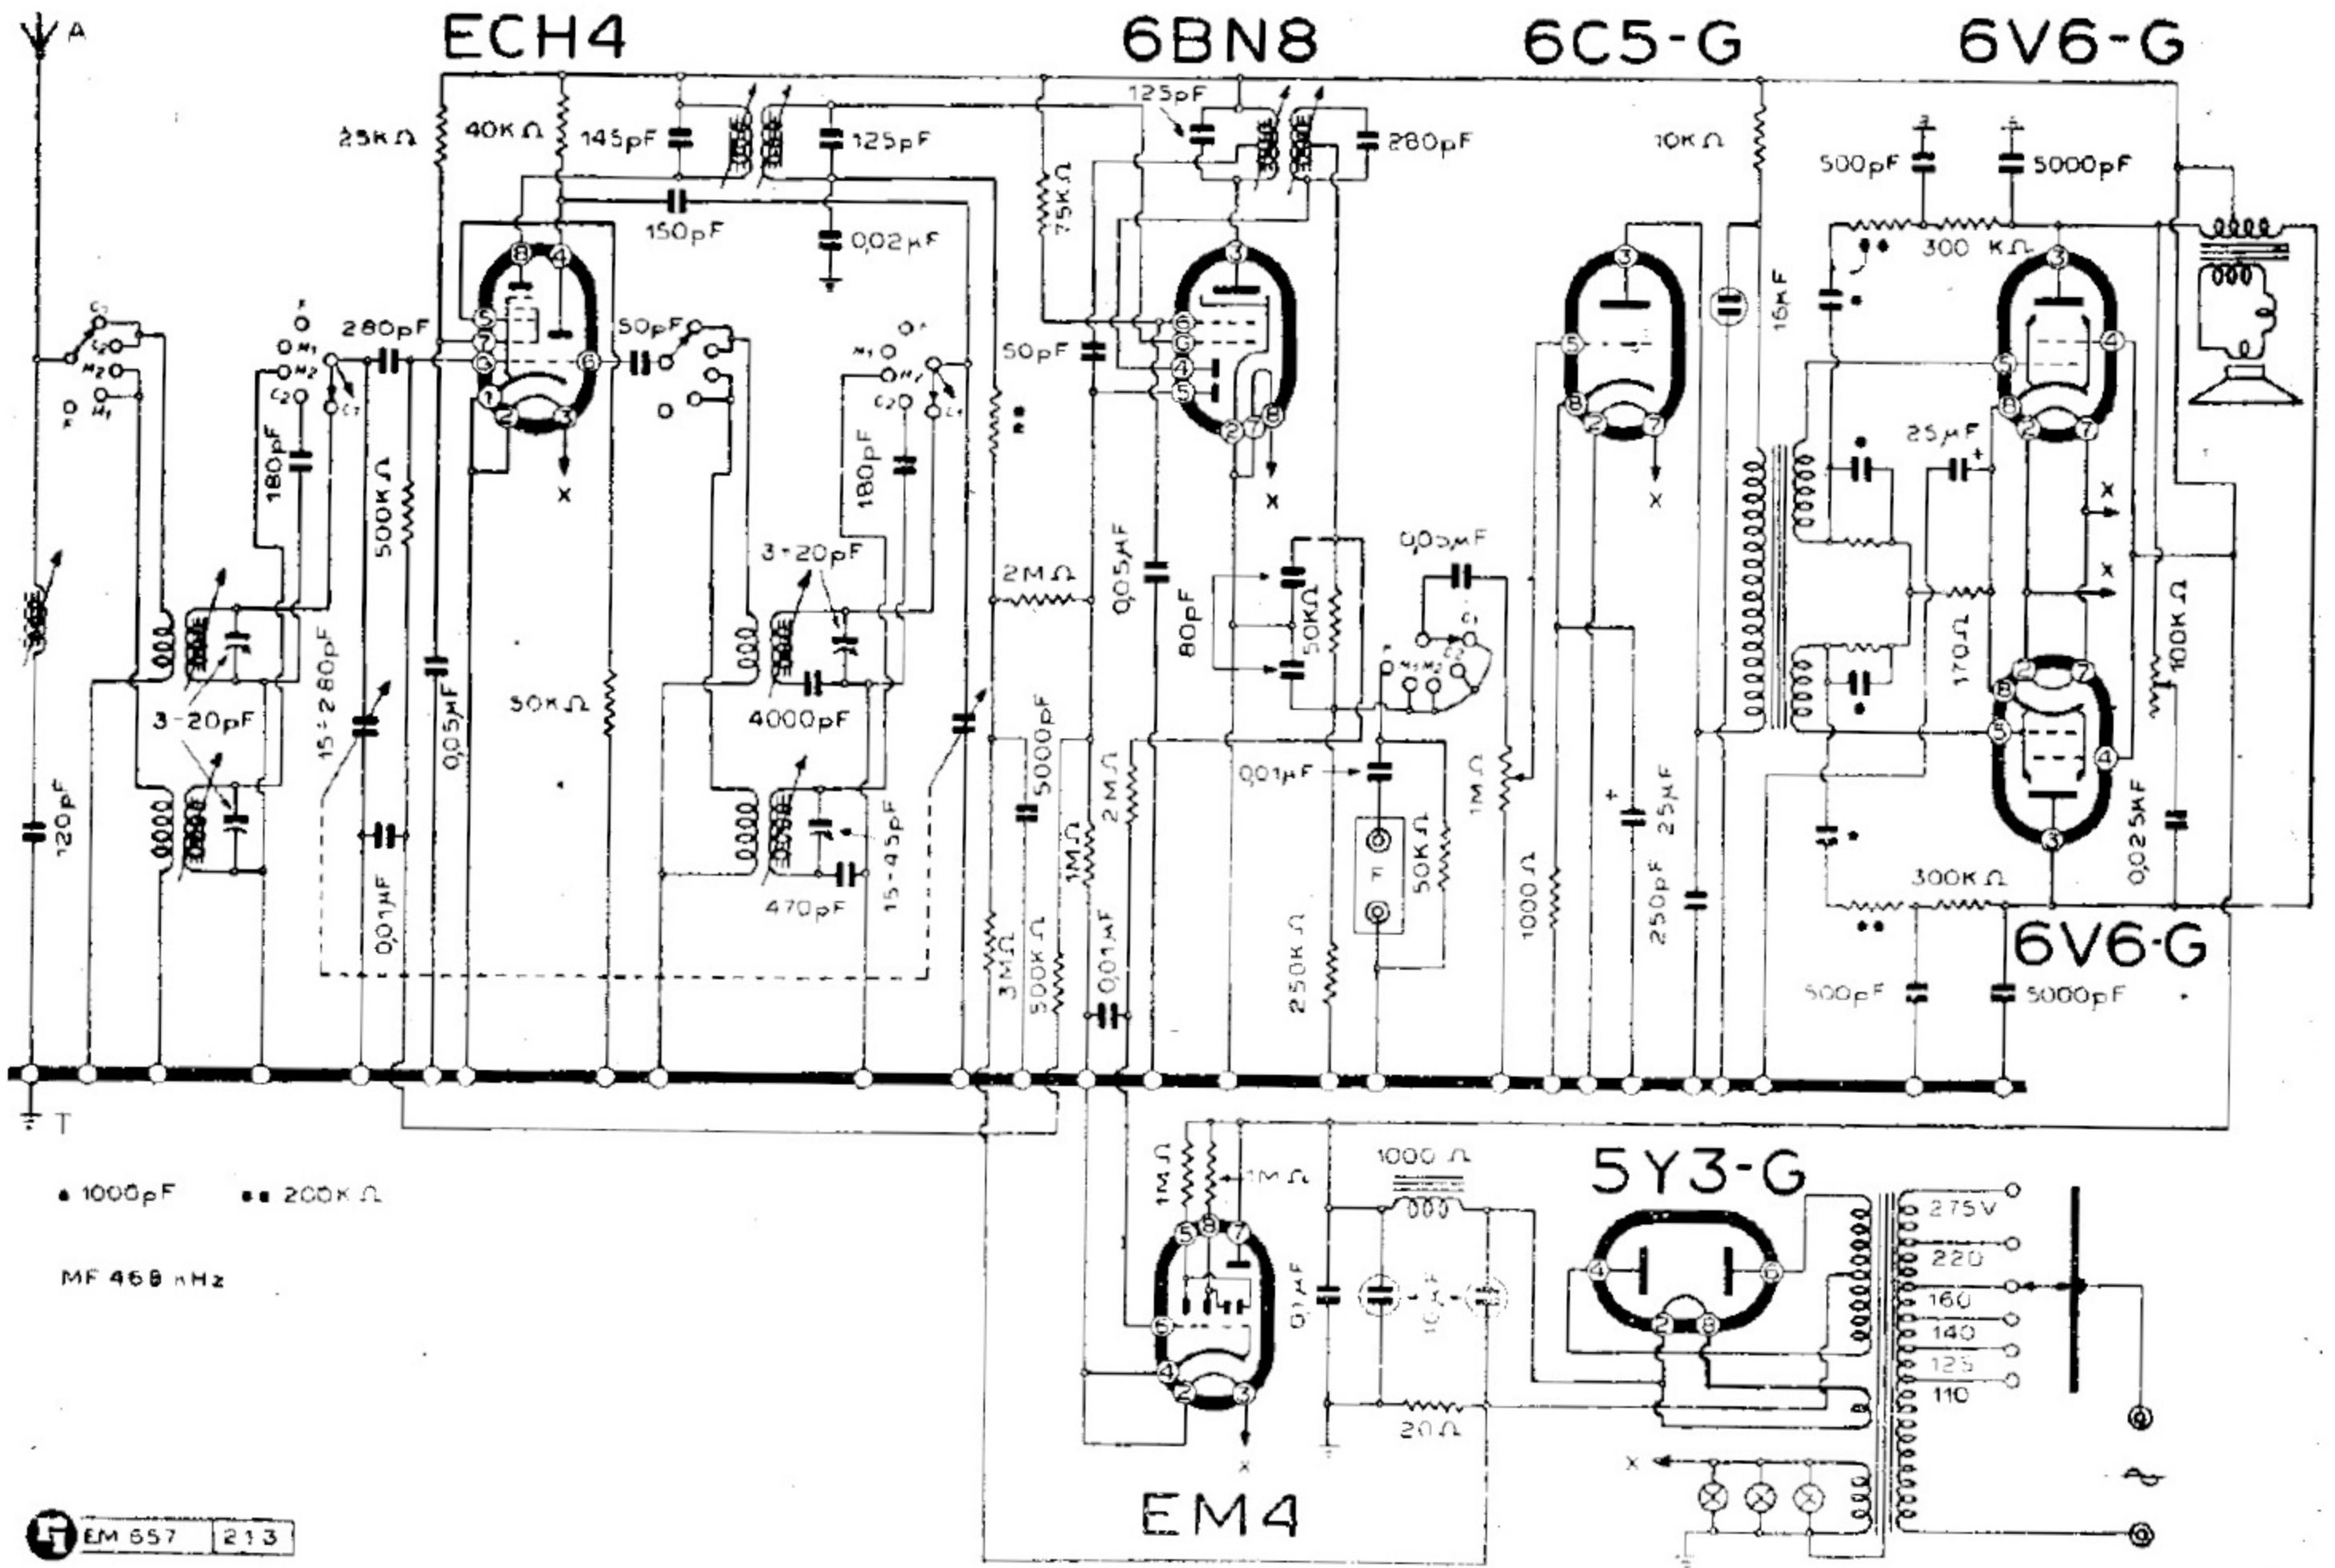 A
ECH4
6BN8
6C5-G
6V6-G
25KΩ
40KΩ
145pF
125pF
150pF
0,02µF
75KΩ
125pF
280pF
10KΩ
500pF
5000pF
300 KΩ
16µF
280pF
50pF
50pF
180pF
500KΩ
180pF
25µF
3-20pF
2MΩ
0,05µF
80pF
50KΩ
170Ω
100KΩ
3-20pF
15÷280pF
0,05µF
50KΩ
4000pF
5000pF
2MΩ
0,01µF
1MΩ
25µF
120pF
0,01µF
470pF
15-45pF
1MΩ
3MΩ
500KΩ
0,01µF
250KΩ
50KΩ
F
1000Ω
250pF
0,025µF
300KΩ
6V6-G
500pF
5000pF
T
• 1000pF
•• 200KΩ
MF 468 kHz
1MΩ
1MΩ
1000 Ω
5Y3-G
0,1µF
20Ω
275V
220
160
140
125
110
X
EM4
EM 657 213